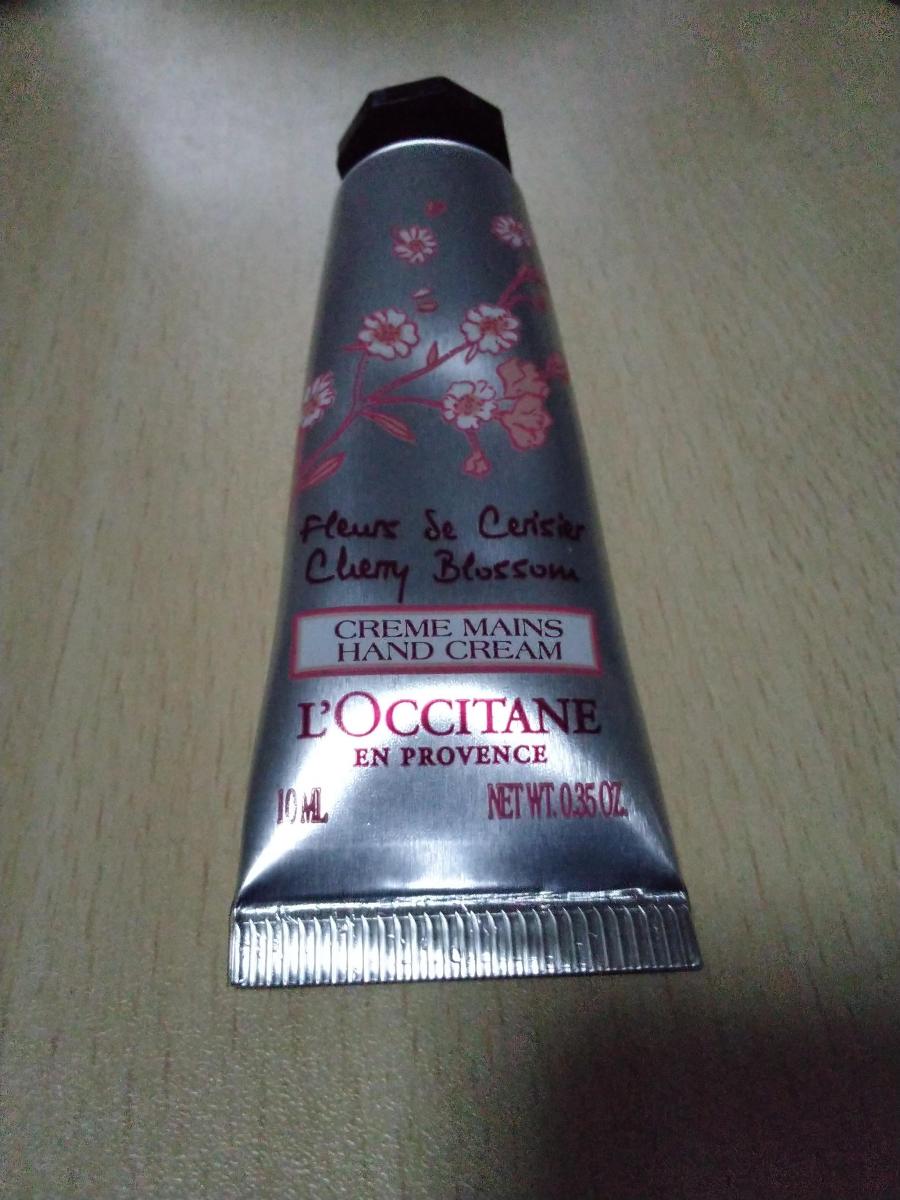 Fleurs de Cerisier
Cherry Blossom
CREME MAINS
HAND CREAM
L'OCCITANE
EN PROVENCE
10 ML NET WT. 0.35 OZ.